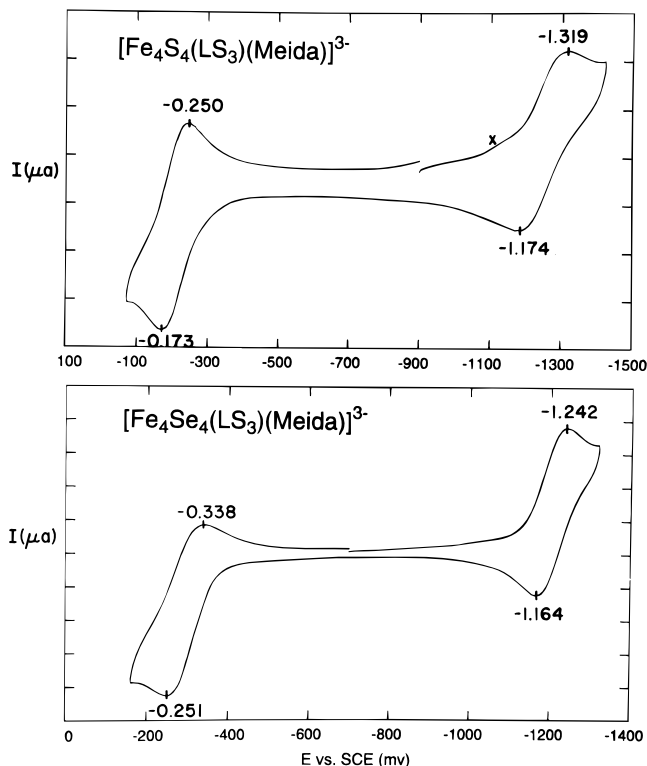 [Fe₄S₄(LS₃)(Meida)]³⁻
-1.319
-0.250
x
I(μa)
-1.174
-0.173
100 -100 -300 -500 -700 -900 -1100 -1300 -1500
[Fe₄Se₄(LS₃)(Meida)]³⁻
-1.242
-0.338
I(μa)
-1.164
-0.251
0 -200 -400 -600 -800 -1000 -1200 -1400
E vs. SCE (mv)